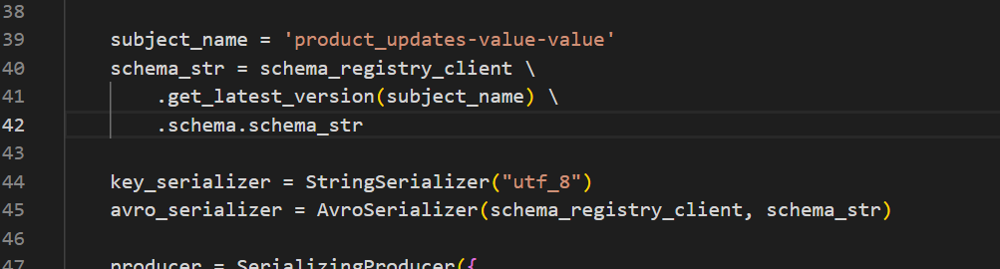 38
39 subject_name = 'product_updates-value-value'
40 schema_str = schema_registry_client \
41 .get_latest_version(subject_name) \
42 .schema.schema_str
43
44 key_serializer = StringSerializer("utf_8")
45 avro_serializer = AvroSerializer(schema_registry_client, schema_str)
46
47 producer = SerializingProducer({